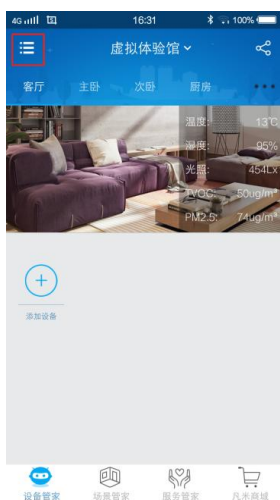 4G 16:31 100%
虚拟体验馆
客厅 主卧 次卧 厨房
温度: 13℃
湿度: 95%
光照: 454Lx
TVOC: 50ug/m³
PM2.5: 74ug/m³
添加设备
设备管家 场景管家 服务管家 凡米商城